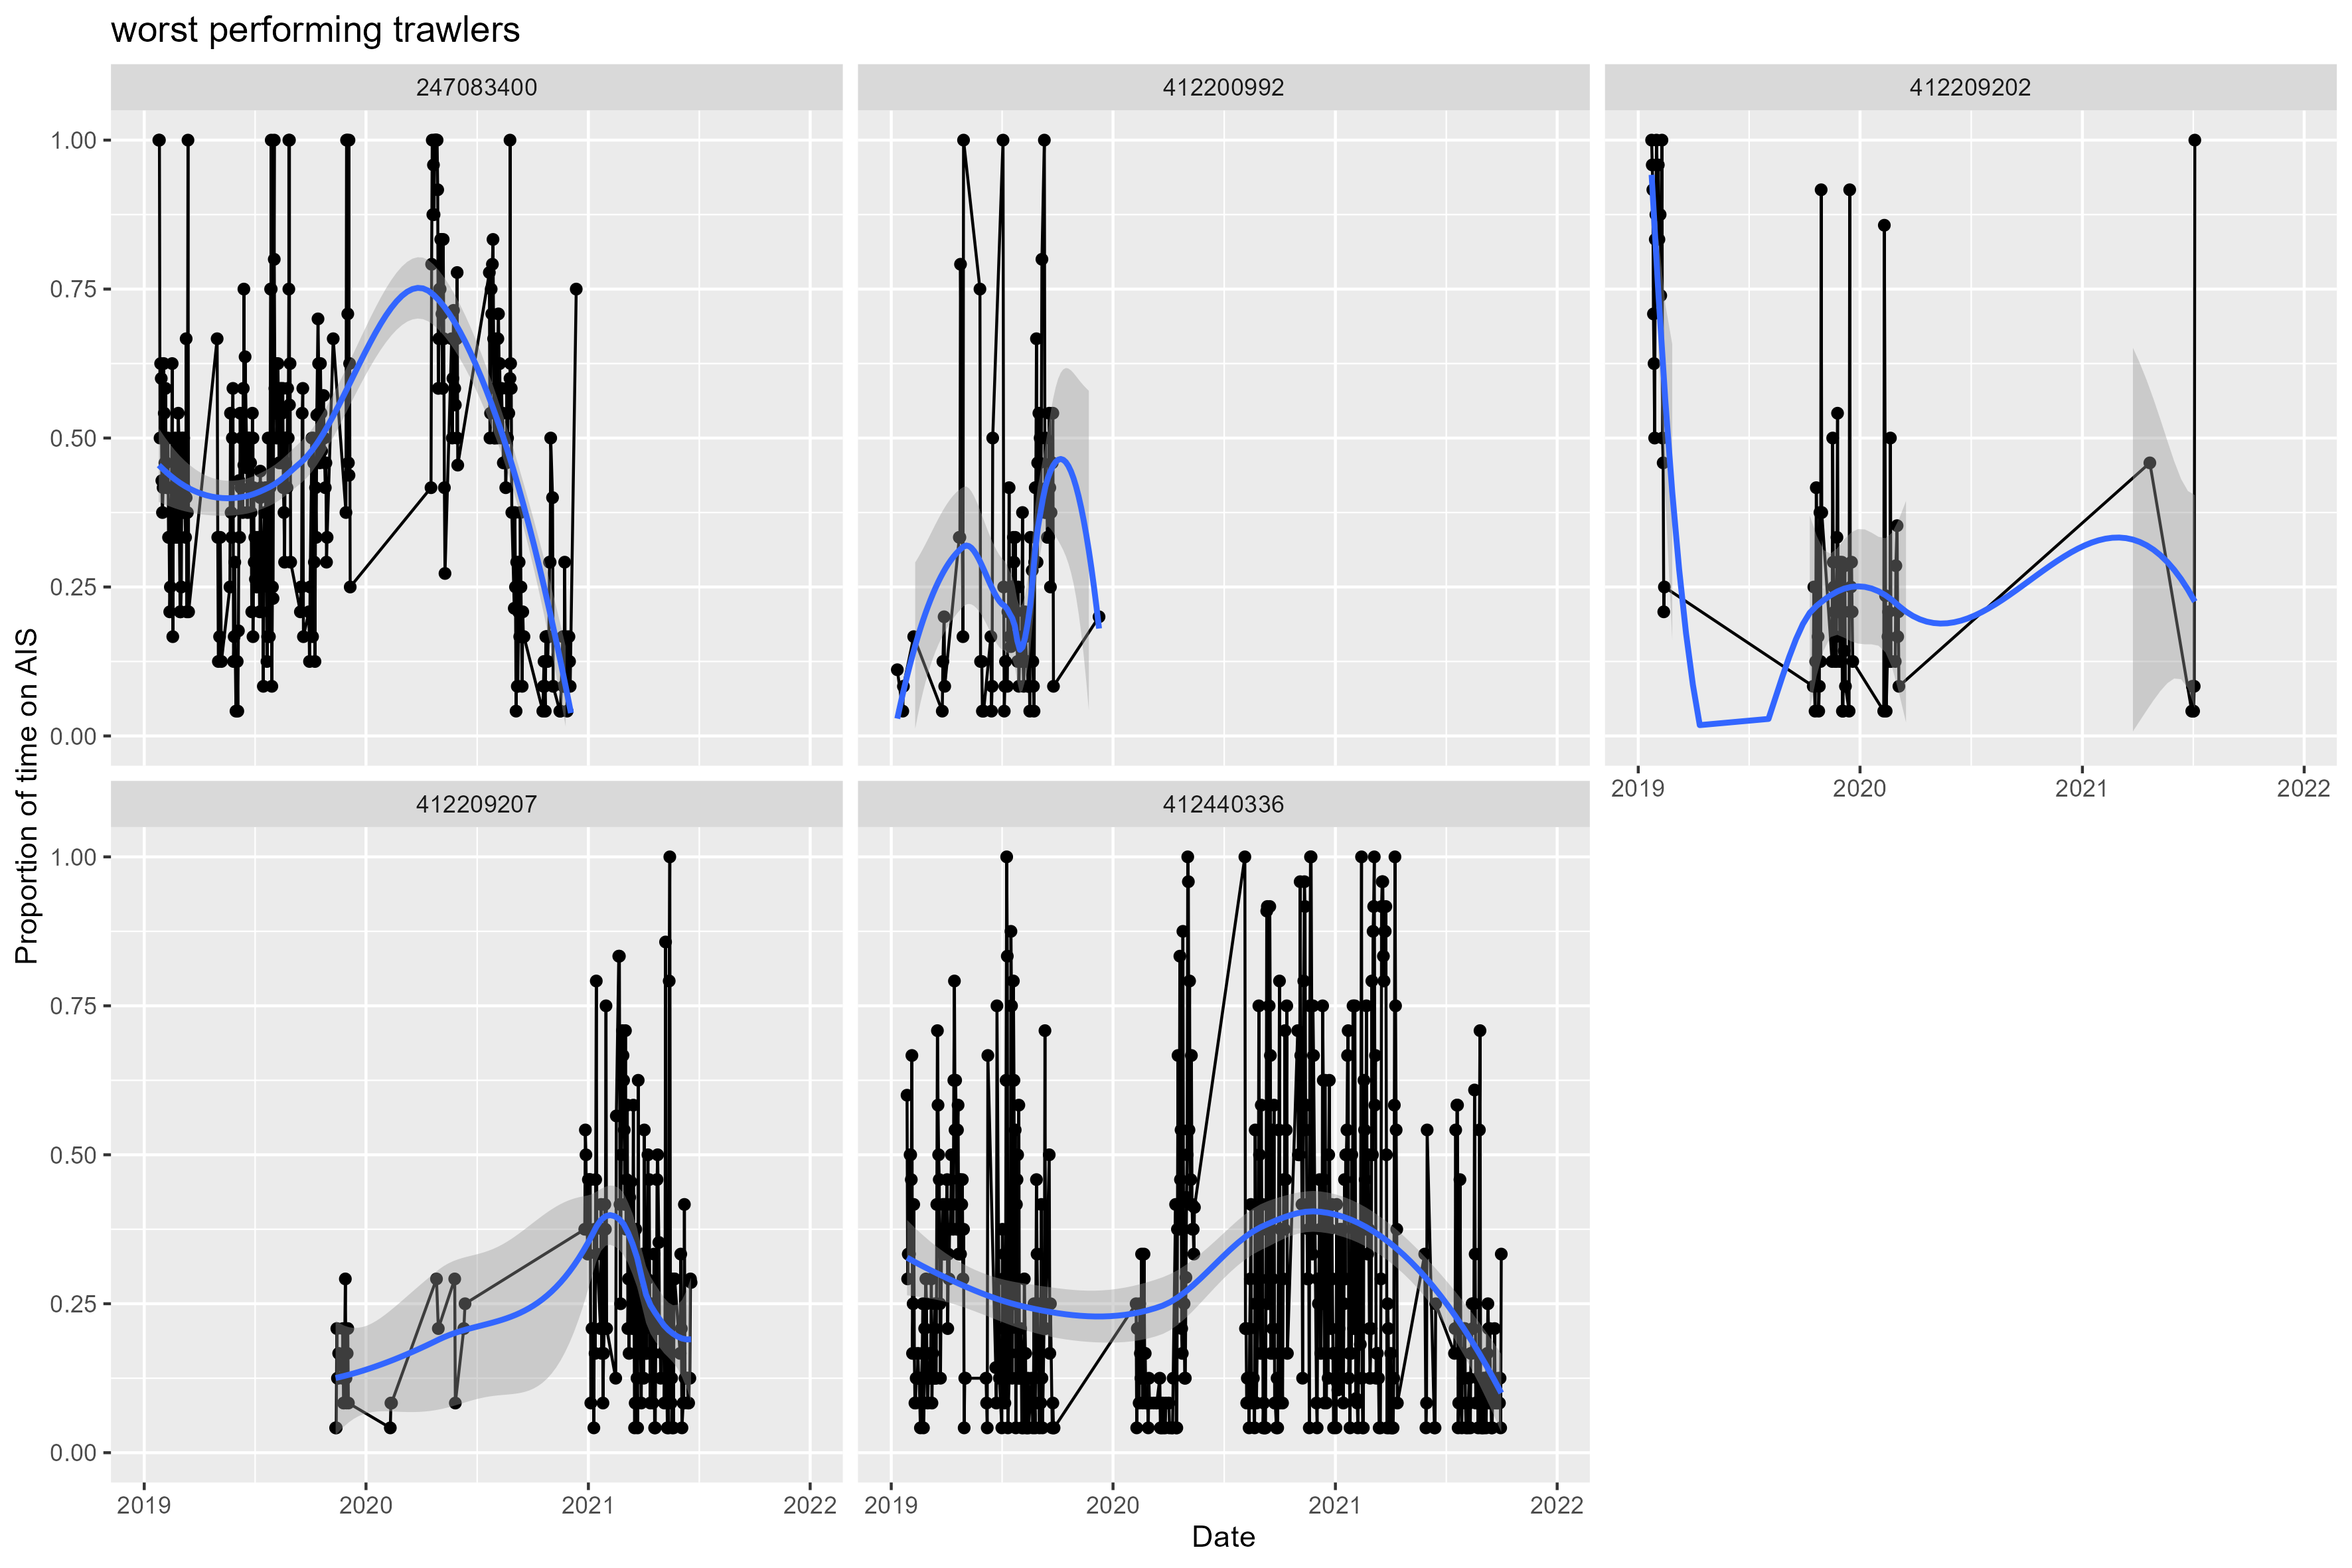 worst performing trawlers
247083400 412200992 412209202
1.00
0.75
0.50
0.25
0.00
2019 2020 2021 2022
Proportion of time on AIS
412209207 412440336
1.00
0.75
0.50
0.25
0.00
2019 2020 2021 2022 2019 2020 2021 2022
Date